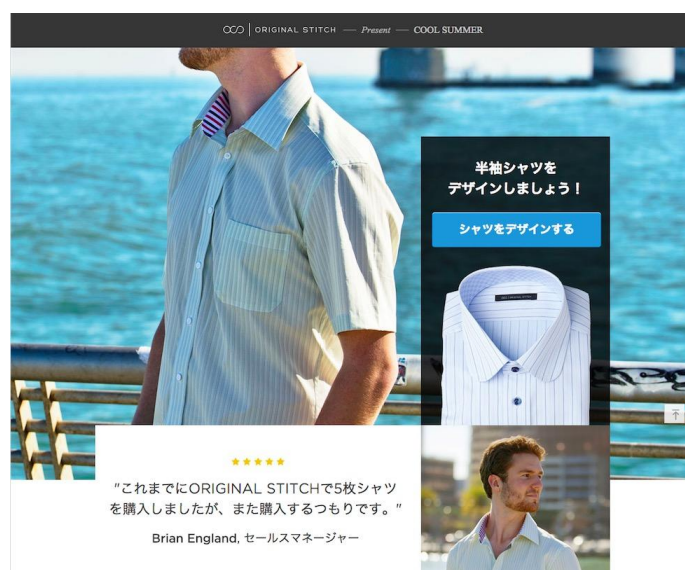 ORIGINAL STITCH — Present — COOL SUMMER
半袖シャツを
デザインしましょう！
シャツをデザインする
"これまでにORIGINAL STITCHで5枚シャツ
を購入しましたが、また購入するつもりです。"
Brian England, セールスマネージャー